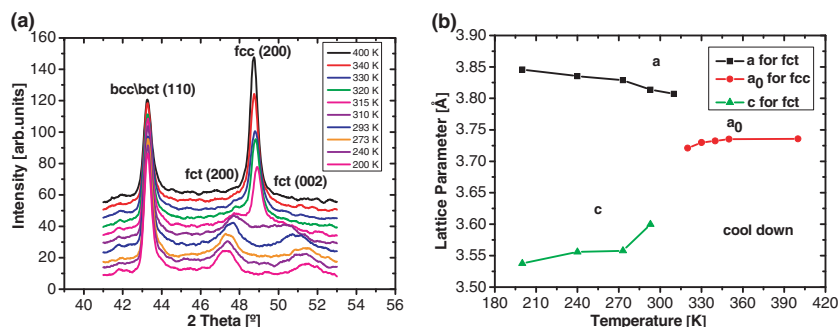 (a)
Intensity [arb.units]
160
140
120
100
80
60
40
20
0
bcc\bct (110)
fcc (200)
fct (200)
fct (002)
400 K
340 K
330 K
320 K
315 K
310 K
293 K
273 K
240 K
200 K
40 42 44 46 48 50 52 54 56
2 Theta [º]
(b)
Lattice Parameter [Å]
3.90
3.85
3.80
3.75
3.70
3.65
3.60
3.55
3.50
a
a for fct
a0 for fcc
c for fct
a0
c
cool down
180 210 240 270 300 330 360 390 420
Temperature [K]